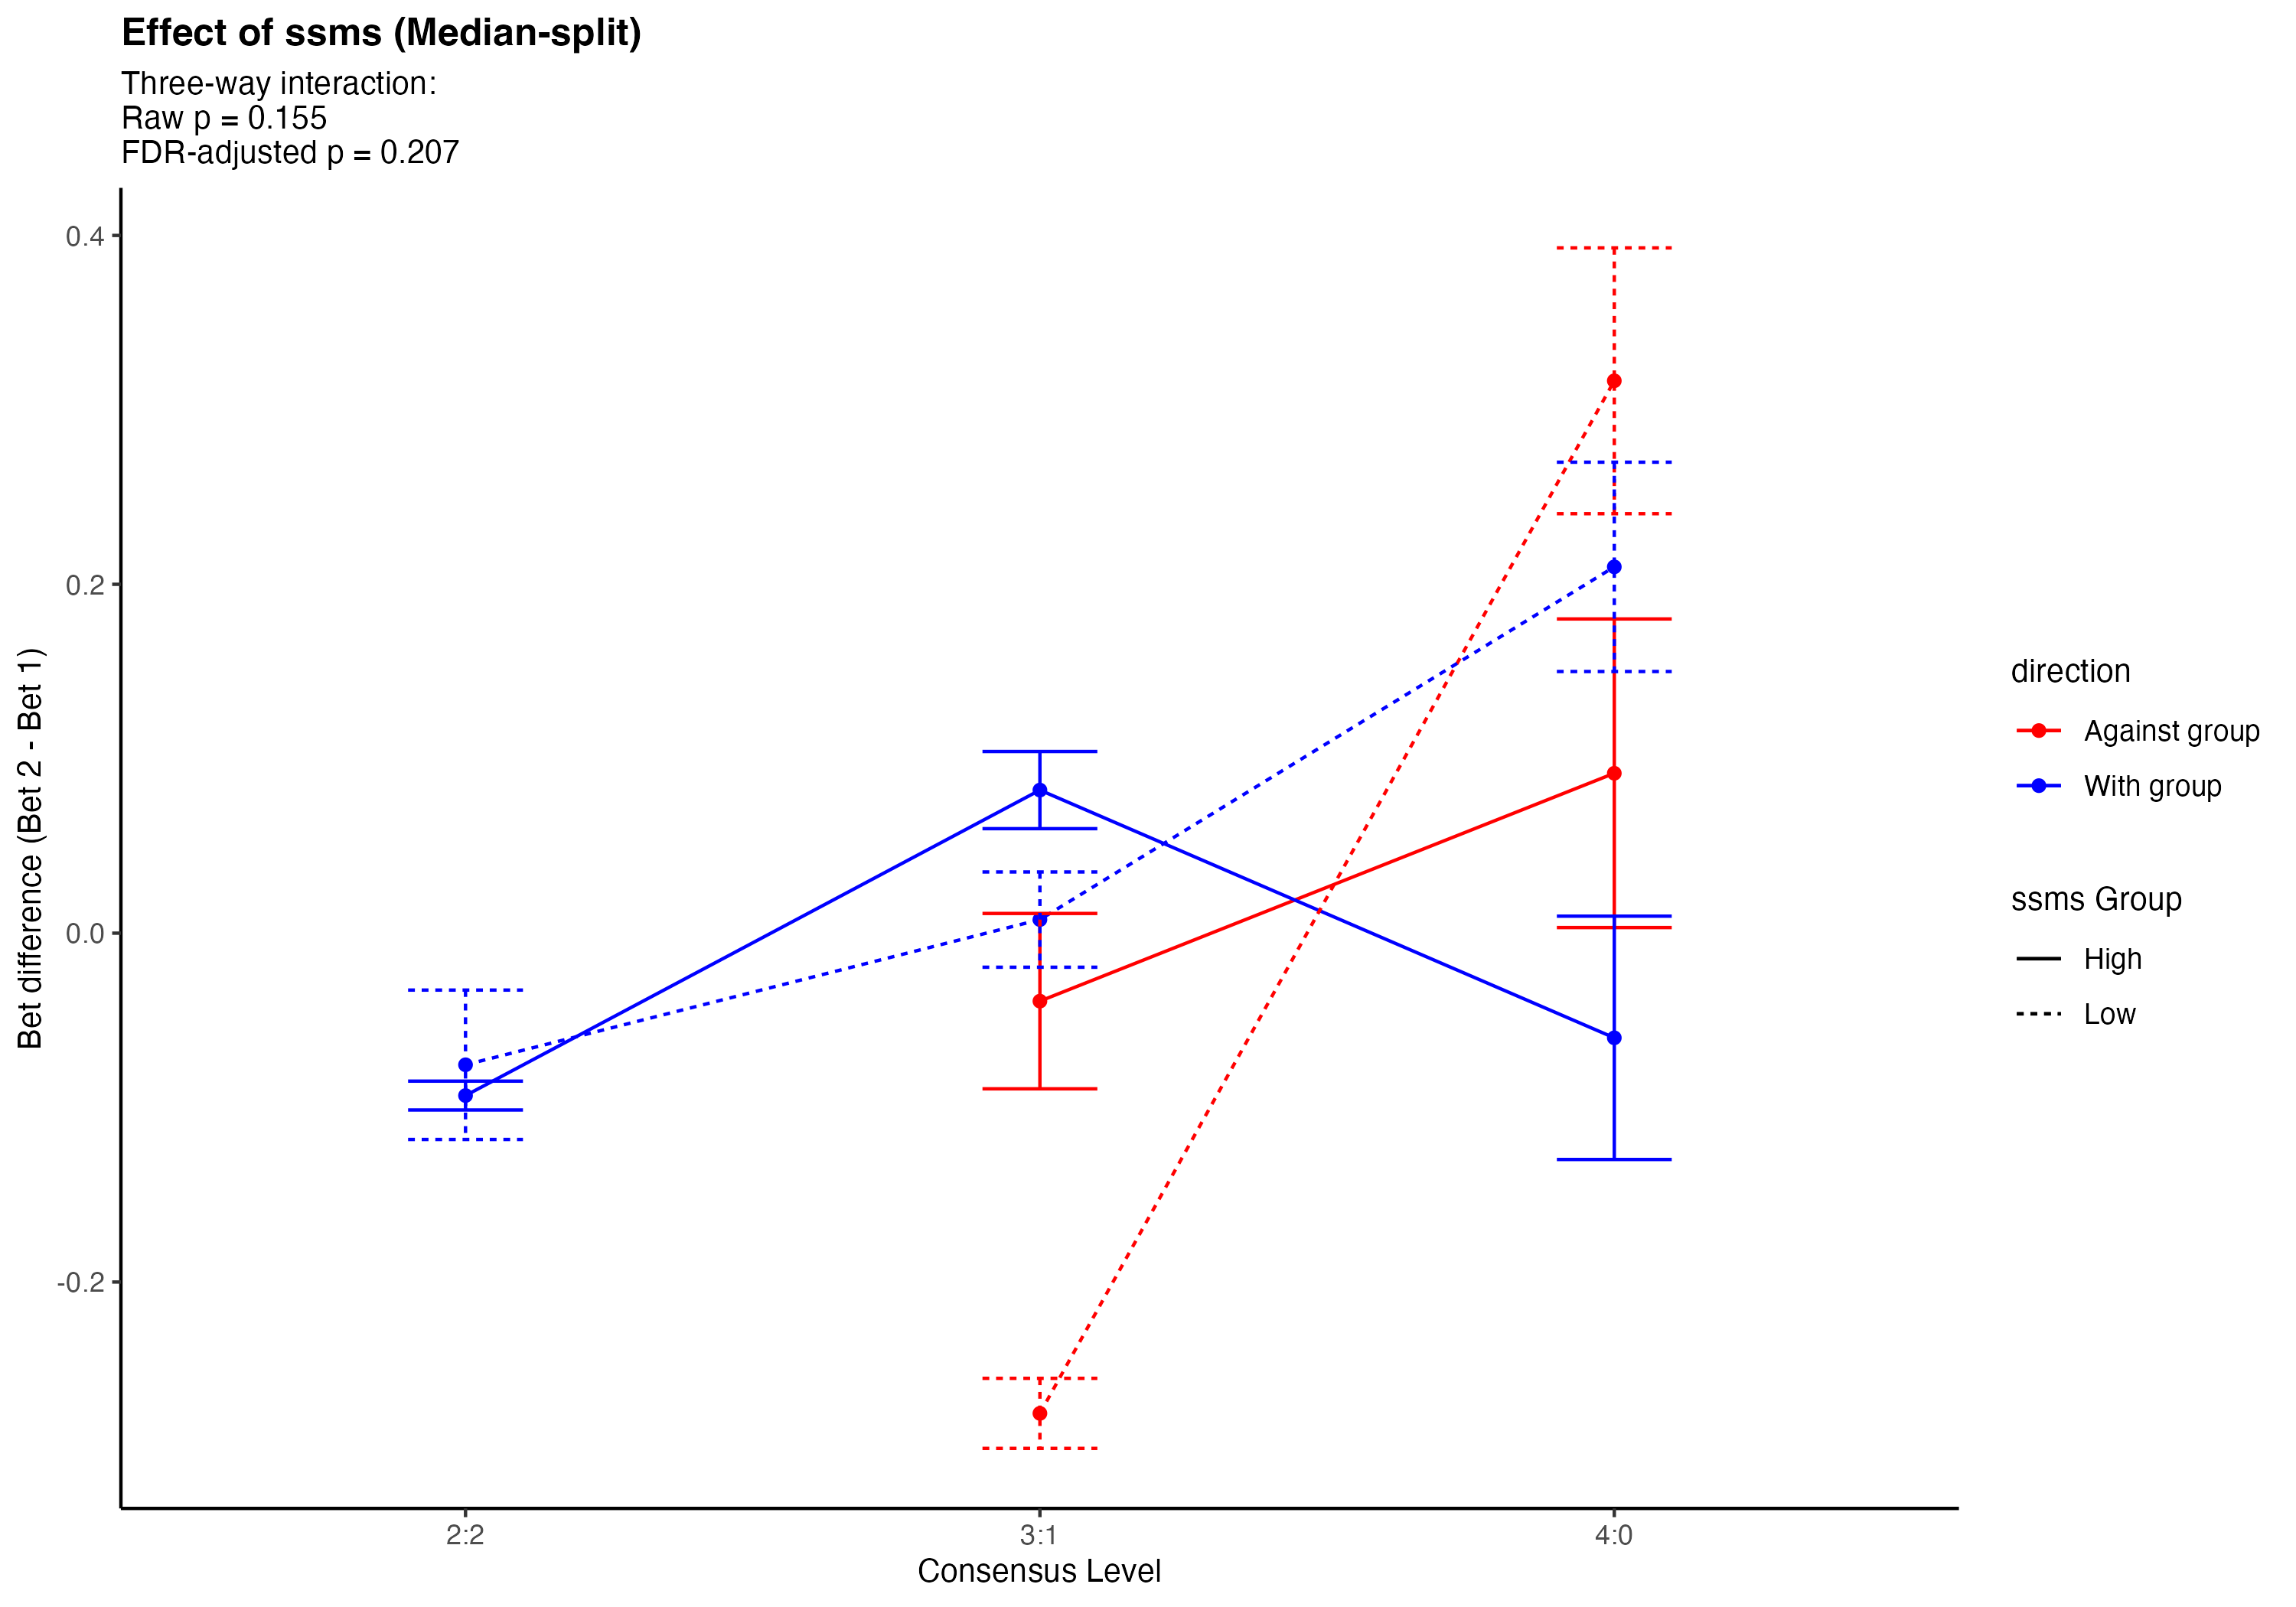 Effect of ssms (Median-split)
Three-way interaction:
Raw p = 0.155
FDR-adjusted p = 0.207
Bet difference (Bet 2 - Bet 1)
0.4
0.2
0.0
-0.2
2:2
3:1
4:0
Consensus Level
direction
Against group
With group
ssms Group
High
Low